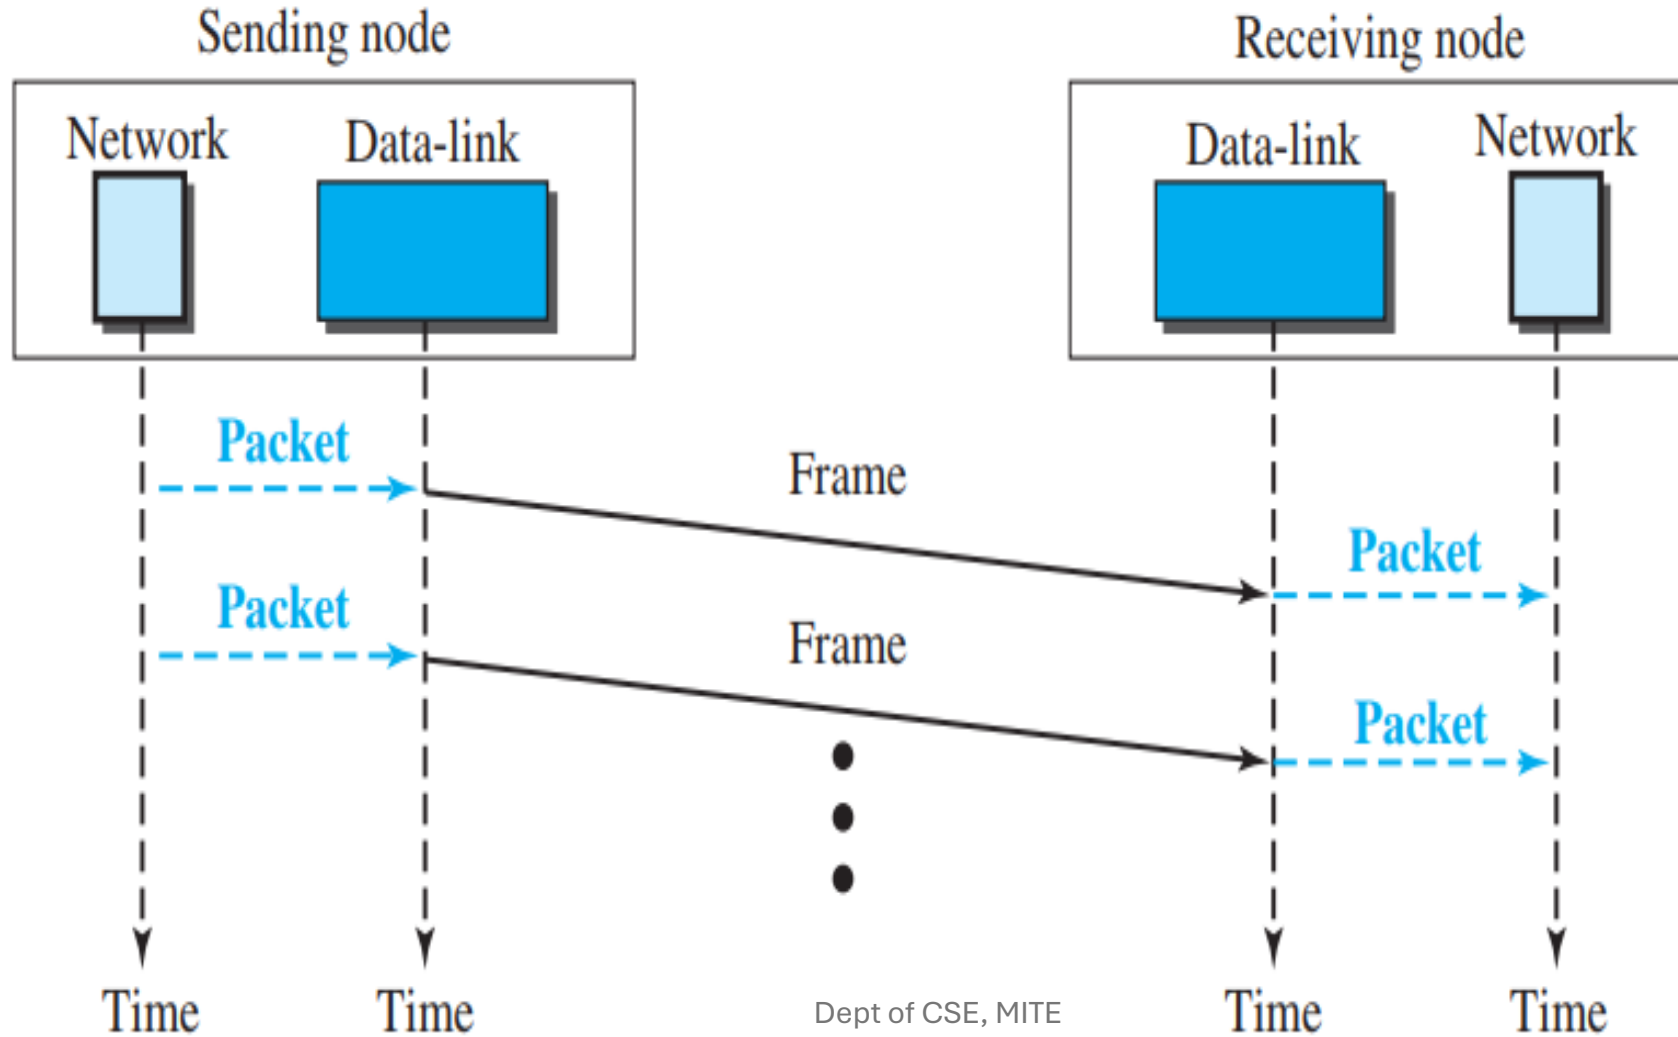 Sending node
Receiving node
Network
Data-link
Data-link
Network
Packet
Frame
Packet
Packet
Frame
Packet
Time
Time
Dept of CSE, MITE
Time
Time